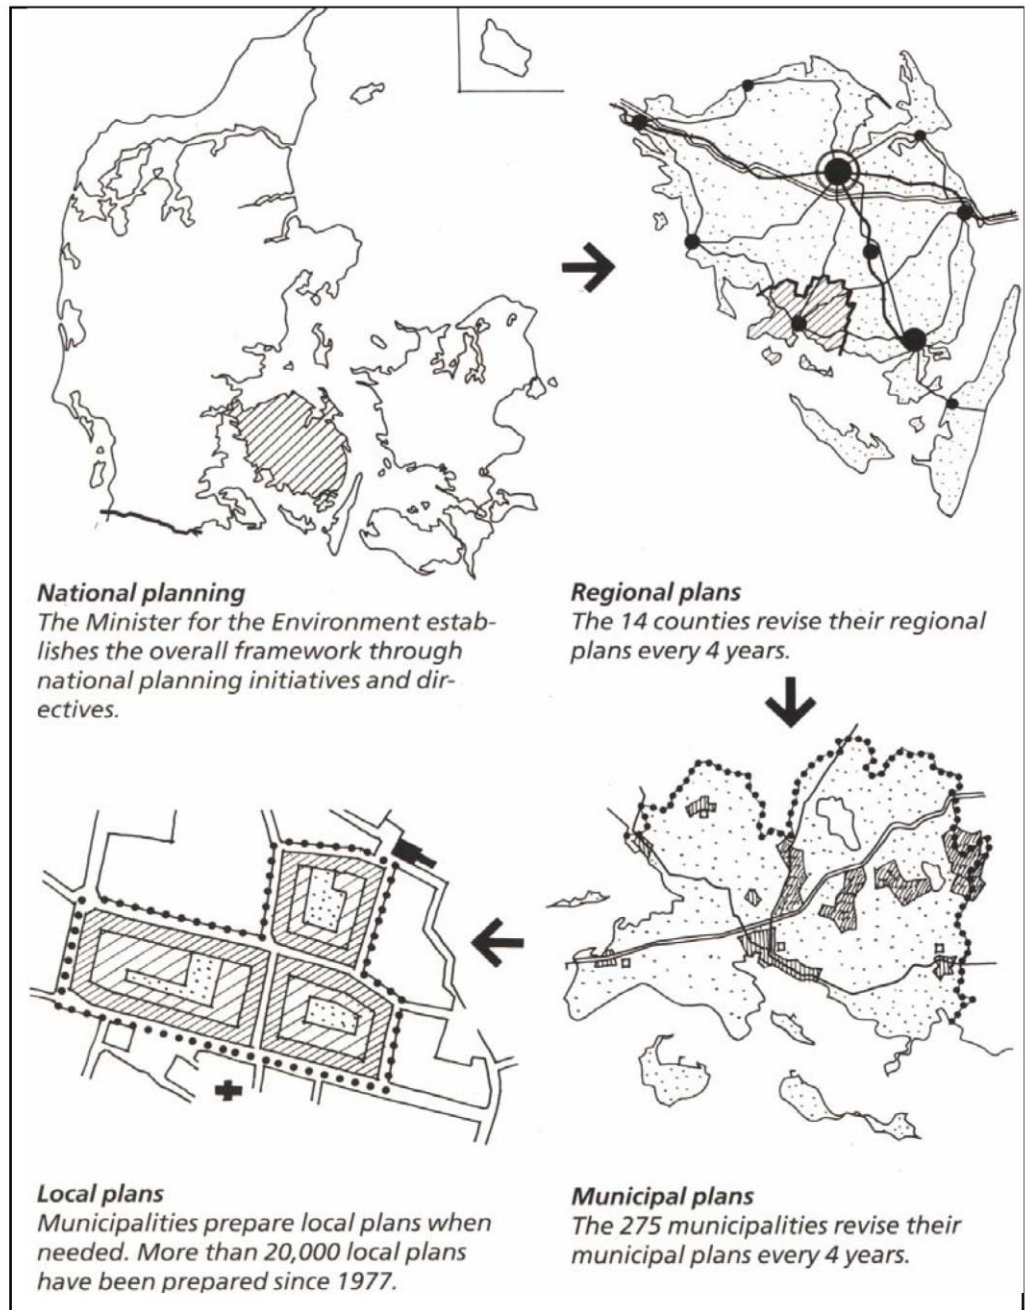 National planning
The Minister for the Environment estab-
lishes the overall framework through
national planning initiatives and dir-
ectives.
Regional plans
The 14 counties revise their regional
plans every 4 years.
Local plans
Municipalities prepare local plans when
needed. More than 20,000 local plans
have been prepared since 1977.
Municipal plans
The 275 municipalities revise their
municipal plans every 4 years.